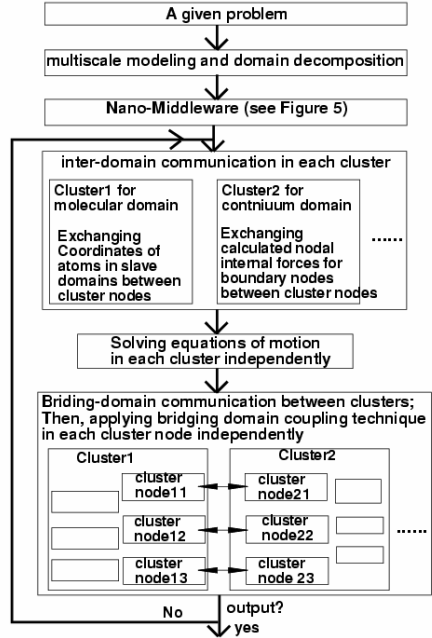 A given problem
multiscale modeling and domain decomposition
Nano-Middleware (see Figure 5)
inter-domain communication in each cluster
Cluster1 for
molecular domain
Exchanging
Coordinates of
atoms in slave
domains between
cluster nodes
Cluster2 for
contniuum domain
Exchanging
calculated nodal
internal forces for
boundary nodes
between cluster nodes
......
Solving equations of motion
in each cluster independently
Briding-domain communication between clusters;
Then, applying bridging domain coupling technique
in each cluster node independently
Cluster1
cluster
node11
cluster
node12
cluster
node13
Cluster2
cluster
node21
cluster
node22
cluster
node 23
......
No
output?
yes